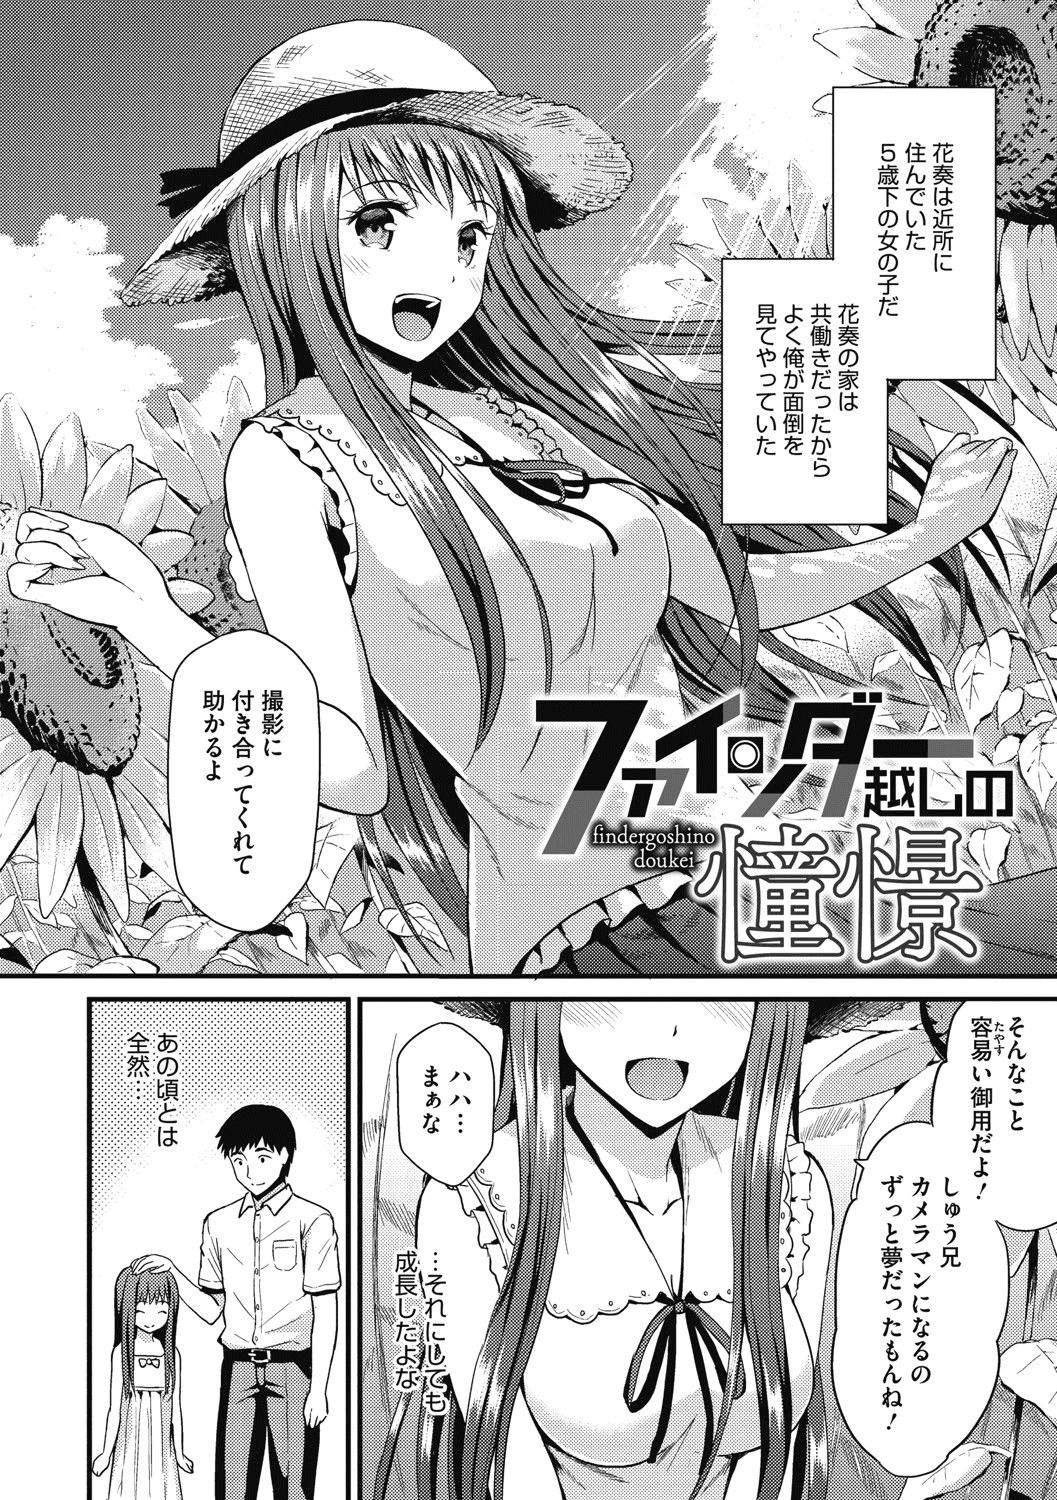 花奏は近所に
住んでいた
5歳下の女の子だ
花奏の家は
共働きだったから
よく俺が面倒を
見てやっていた
撮影に
付き合ってくれて
助かるよ
ファインダー越しの
憧憬
findergoshino
doukei
そんなこと
容易い御用だよ!
たやす
しゅう兄
カメラマンになるの
ずっと夢だったもんね!
ハハ…
まぁな
…それにしても
成長したよな
あの頃とは
全然…